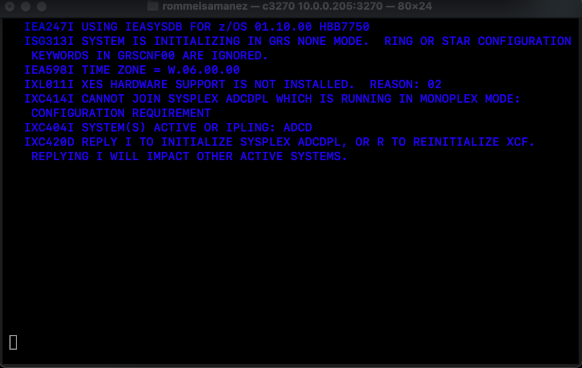 rommelsamanez — c3270 10.0.0.205:3270 — 80×24
IEA247I USING IEASYSDB FOR z/OS 01.10.00 HBB7750
ISG313I SYSTEM IS INITIALIZING IN GRS NONE MODE.  RING OR STAR CONFIGURATION
KEYWORDS IN GRSCNF00 ARE IGNORED.
IEA598I TIME ZONE = W.06.00.00
IXL011I XES HARDWARE SUPPORT IS NOT INSTALLED.  REASON: 02
IXC414I CANNOT JOIN SYSPLEX ADCDPL WHICH IS RUNNING IN MONOPLEX MODE:
CONFIGURATION REQUIREMENT
IXC404I SYSTEM(S) ACTIVE OR IPLING: ADCD
IXC420D REPLY I TO INITIALIZE SYSPLEX ADCDPL, OR R TO REINITIALIZE XCF.
REPLYING I WILL IMPACT OTHER ACTIVE SYSTEMS.